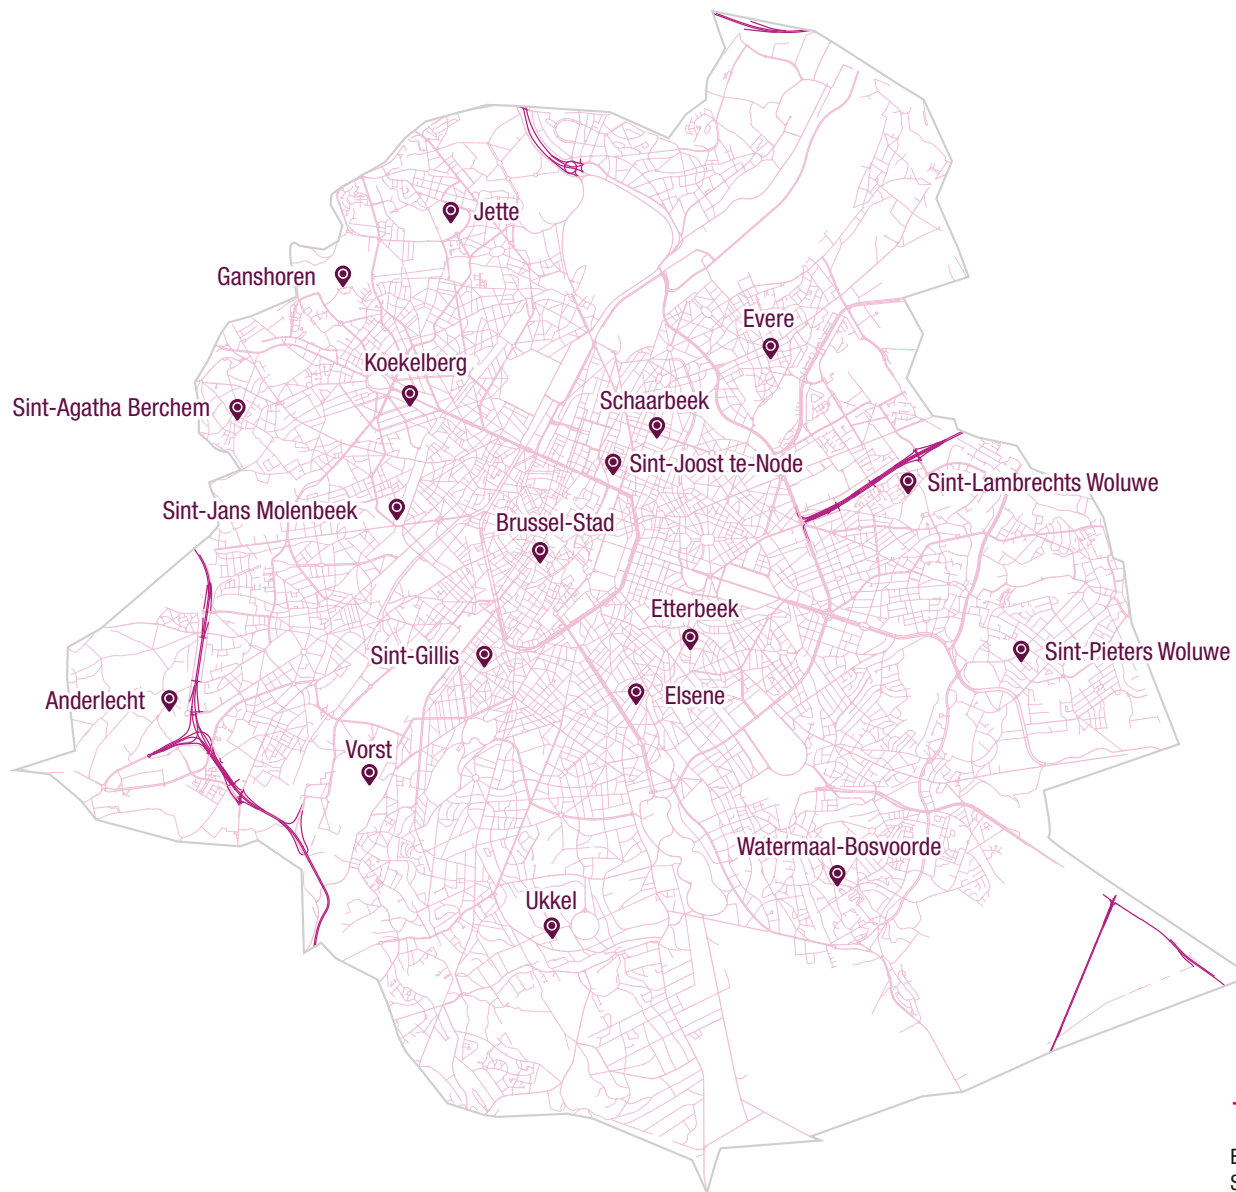 Jette
Ganshoren
Evere
Koekelberg
Schaarbeek
Sint-Agatha Berchem
Sint-Joost te-Node
Sint-Lambrechts Woluwe
Sint-Jans Molenbeek
Brussel-Stad
Etterbeek
Sint-Gillis
Sint-Pieters Woluwe
Anderlecht
Elsene
Vorst
Watermaal-Bosvoorde
Ukkel